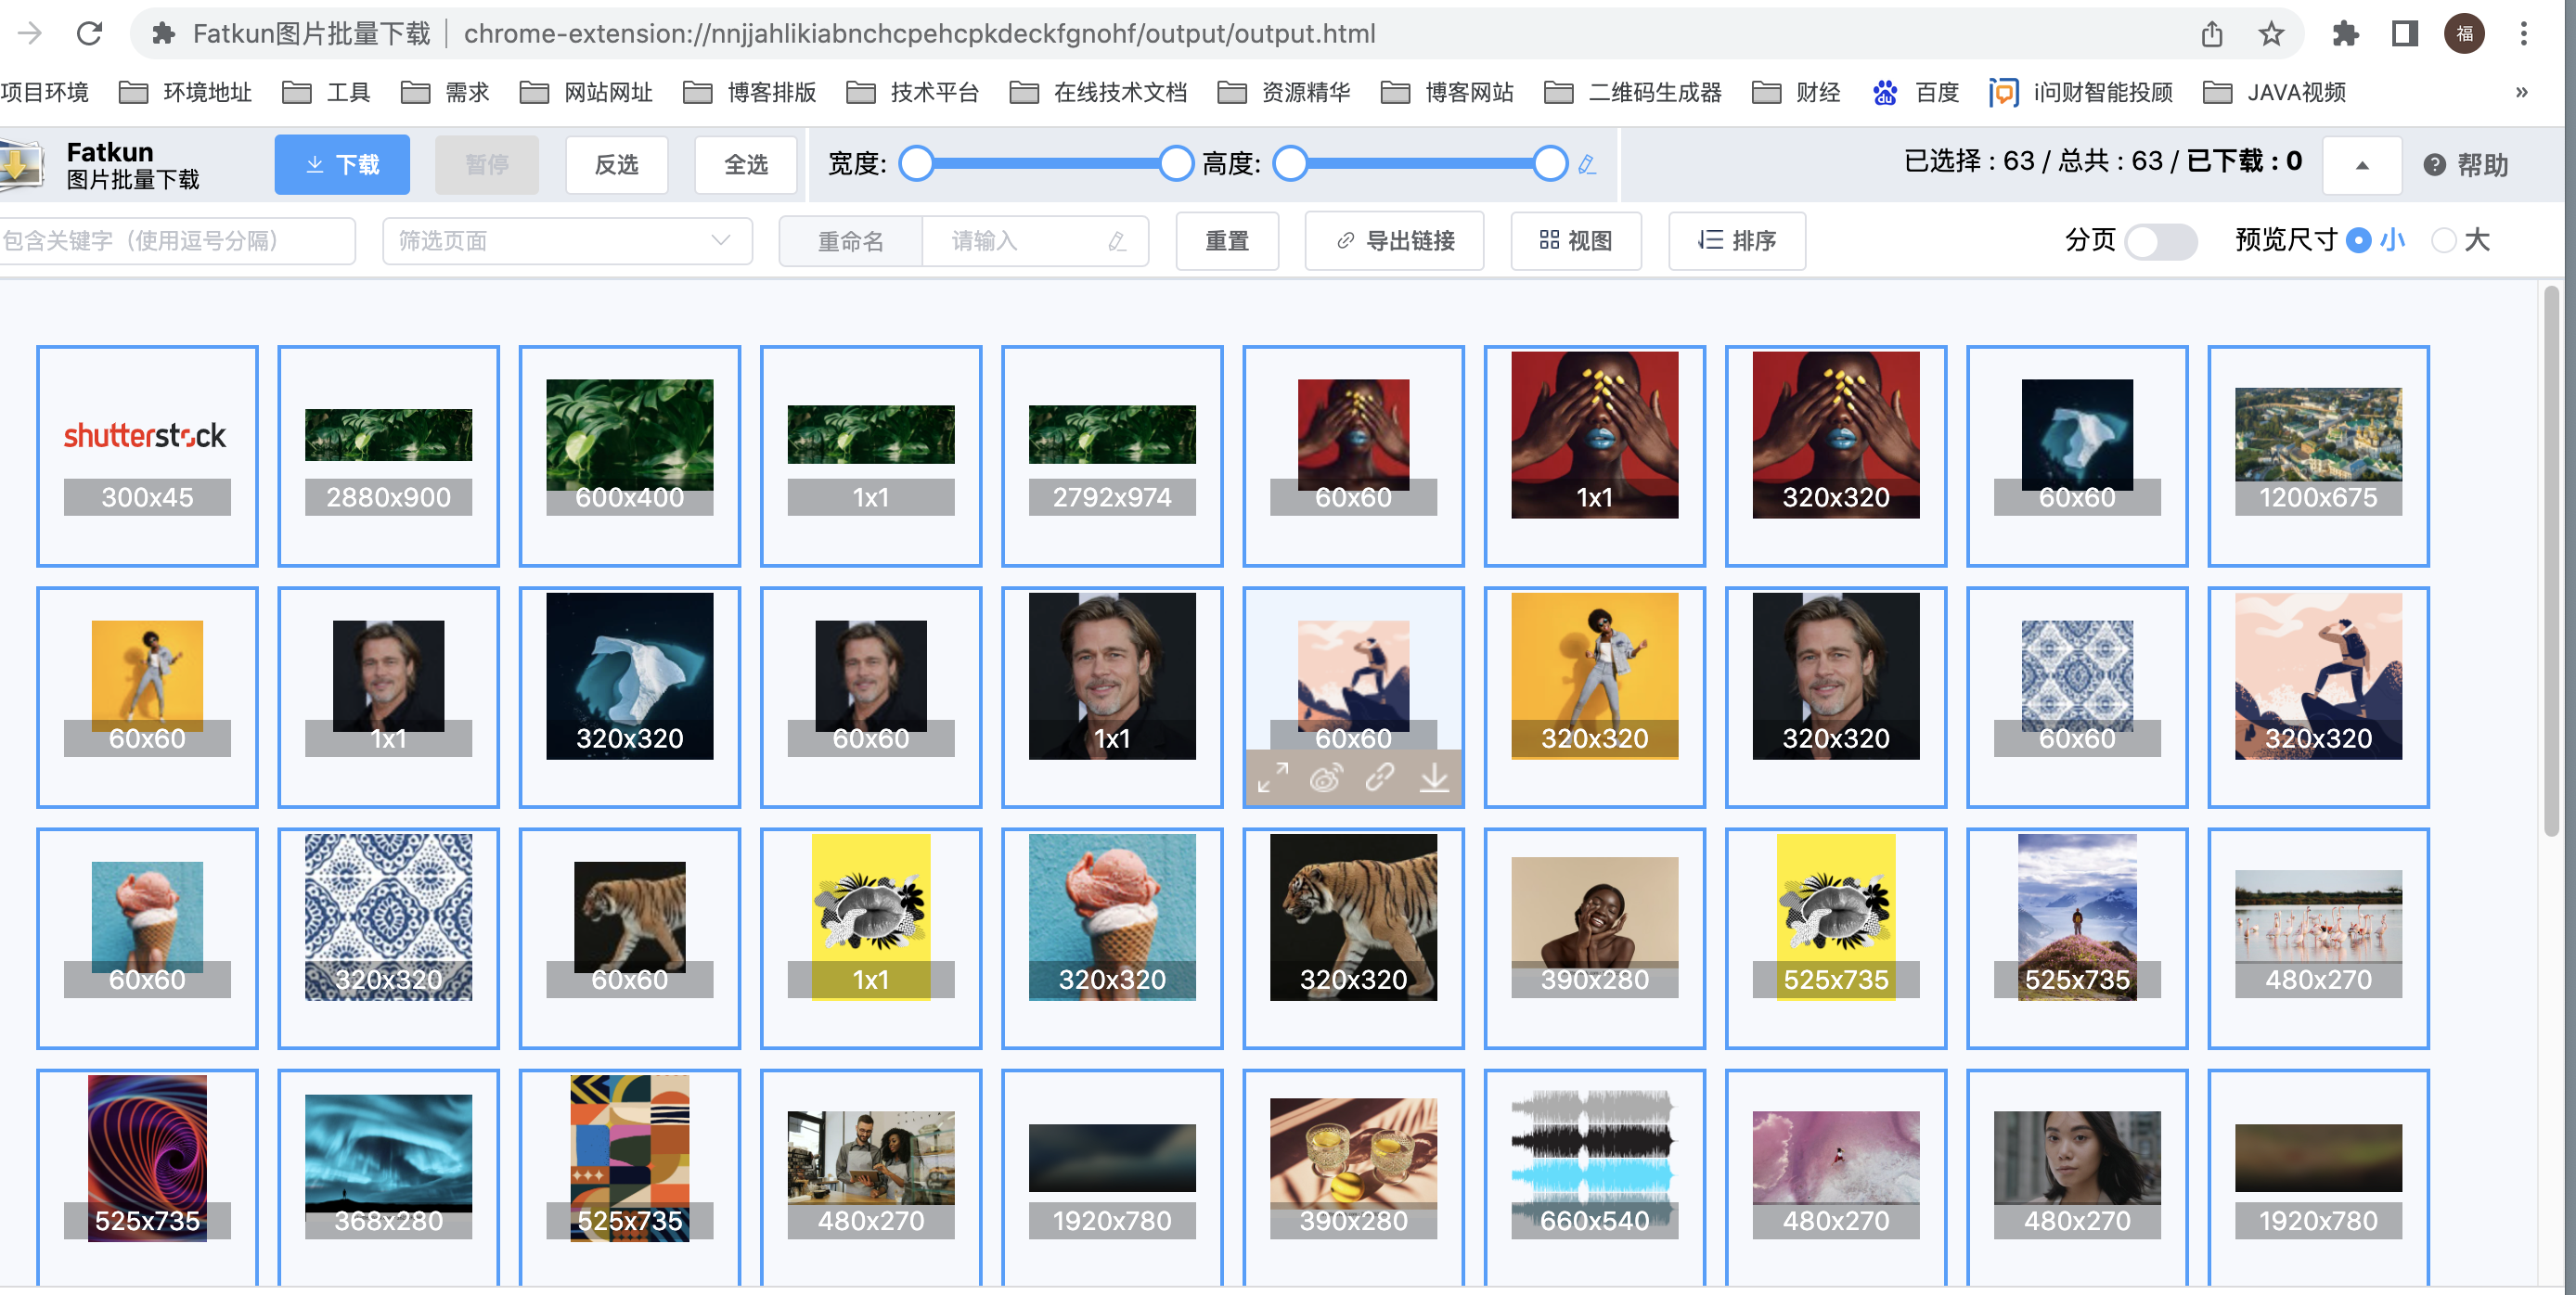 Fatkun图片批量下载 | chrome-extension://nnjjahlikiabnchcpehcpkdeckfgnohf/output/output.html 福
项目环境 环境地址 工具 需求 网站网址 博客排版 技术平台 在线技术文档 资源精华 博客网站 二维码生成器 财经 百度 i问财智能投顾 JAVA视频 »
Fatkun
图片批量下载
下载 暂停 反选 全选 宽度: 高度: 已选择 : 63 / 总共 : 63 / 已下载 : 0 帮助
包含关键字（使用逗号分隔） 筛选页面 重命名 请输入 重置 导出链接 视图 排序 分页 预览尺寸 小 大
shutterstock
300x45 2880x900 600x400 1x1 2792x974 60x60 1x1 320x320 60x60 1200x675
60x60 1x1 320x320 60x60 1x1 60x60 320x320 320x320 60x60 320x320
60x60 320x320 60x60 1x1 320x320 320x320 390x280 525x735 525x735 480x270
525x735 368x280 525x735 480x270 1920x780 390x280 660x540 480x270 480x270 1920x780